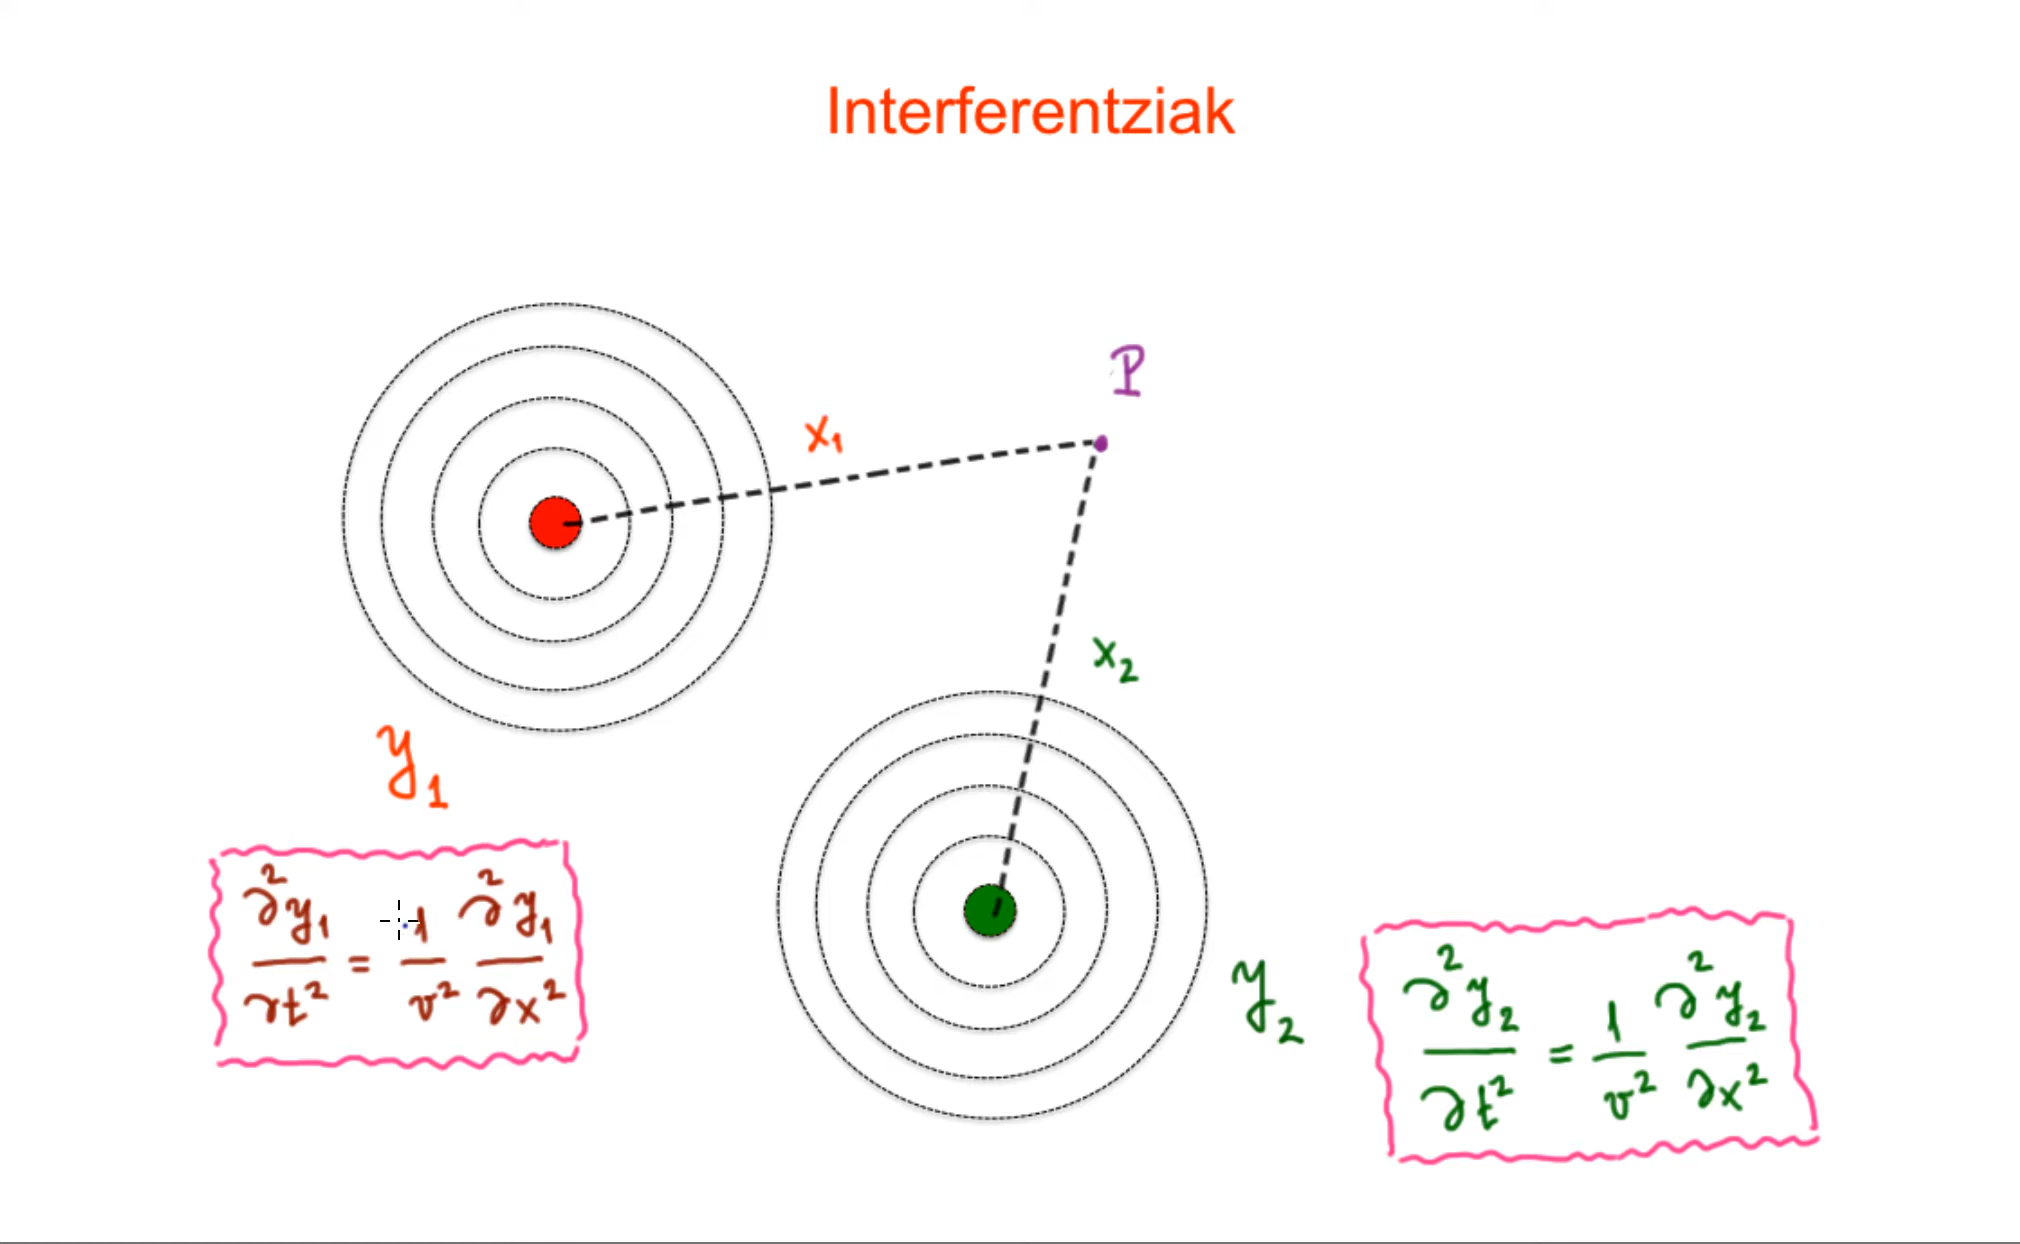 Interferentziak
P
x₁
x₂
y₁
∂²y₁/∂t² = 1/v² ∂²y₁/∂x²
y₂
∂²y₂/∂t² = 1/v² ∂²y₂/∂x²